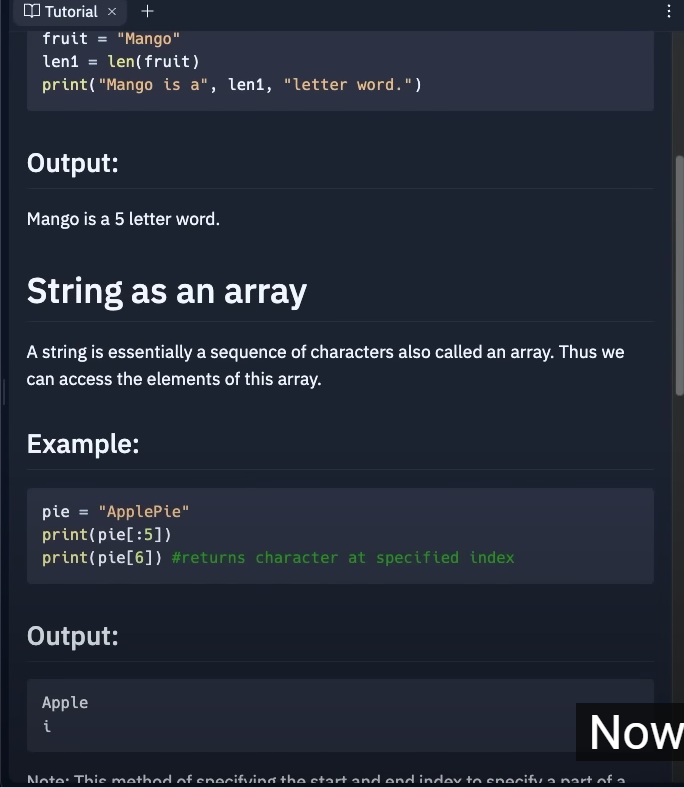 Tutorial
fruit = "Mango"
len1 = len(fruit)
print("Mango is a", len1, "letter word.")
Output:
Mango is a 5 letter word.
String as an array
A string is essentially a sequence of characters also called an array. Thus we
can access the elements of this array.
Example:
pie = "ApplePie"
print(pie[:5])
print(pie[6]) #returns character at specified index
Output:
Apple
i
Now
Note: This method of specifying the start and end index to specify a part of a